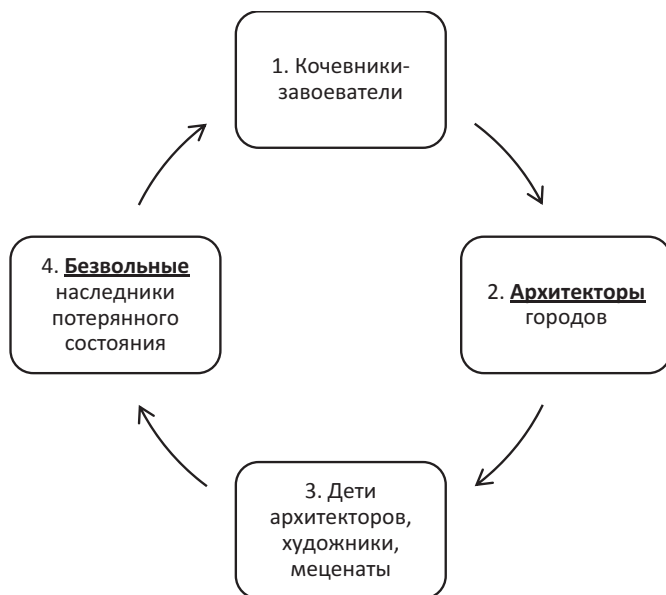 1. Кочевники-
завоеватели
2. Архитекторы
городов
3. Дети
архитекторов,
художники,
меценаты
4. Безвольные
наследники
потерянного
состояния